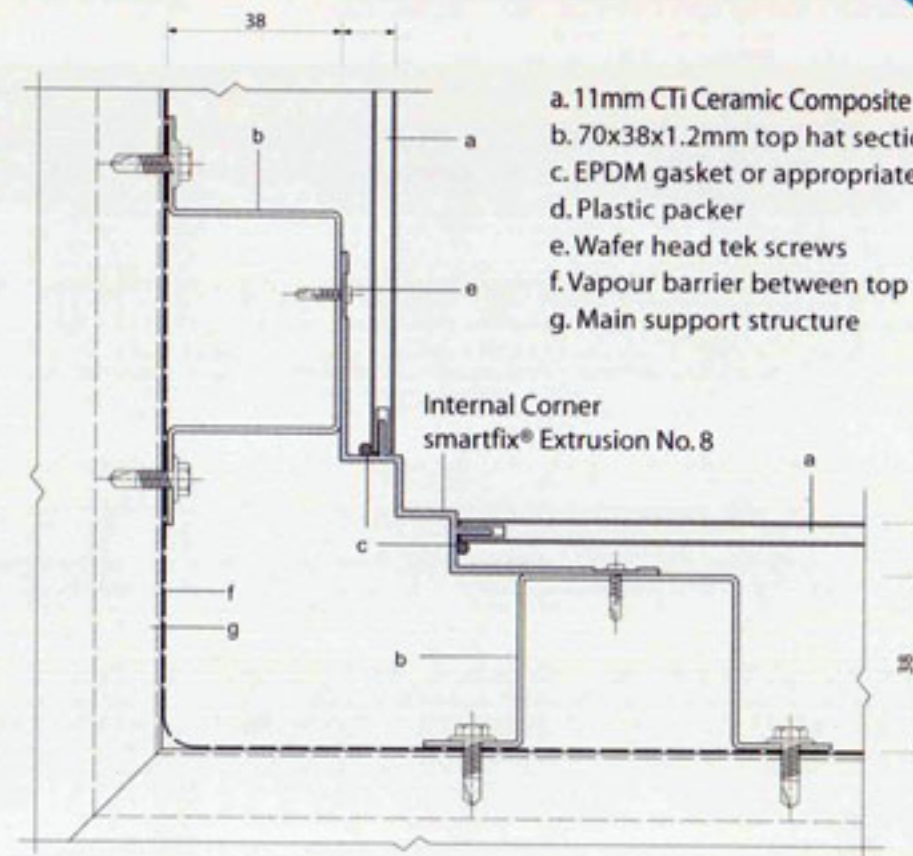 38
a. 11mm CTi Ceramic Composite
b. 70x38x1.2mm top hat sectio
c. EPDM gasket or appropriate
d. Plastic packer
e. Wafer head tek screws
f. Vapour barrier between top
g. Main support structure
b
a
e
Internal Corner
smartfix® Extrusion No. 8
a
c
f
g
b
38